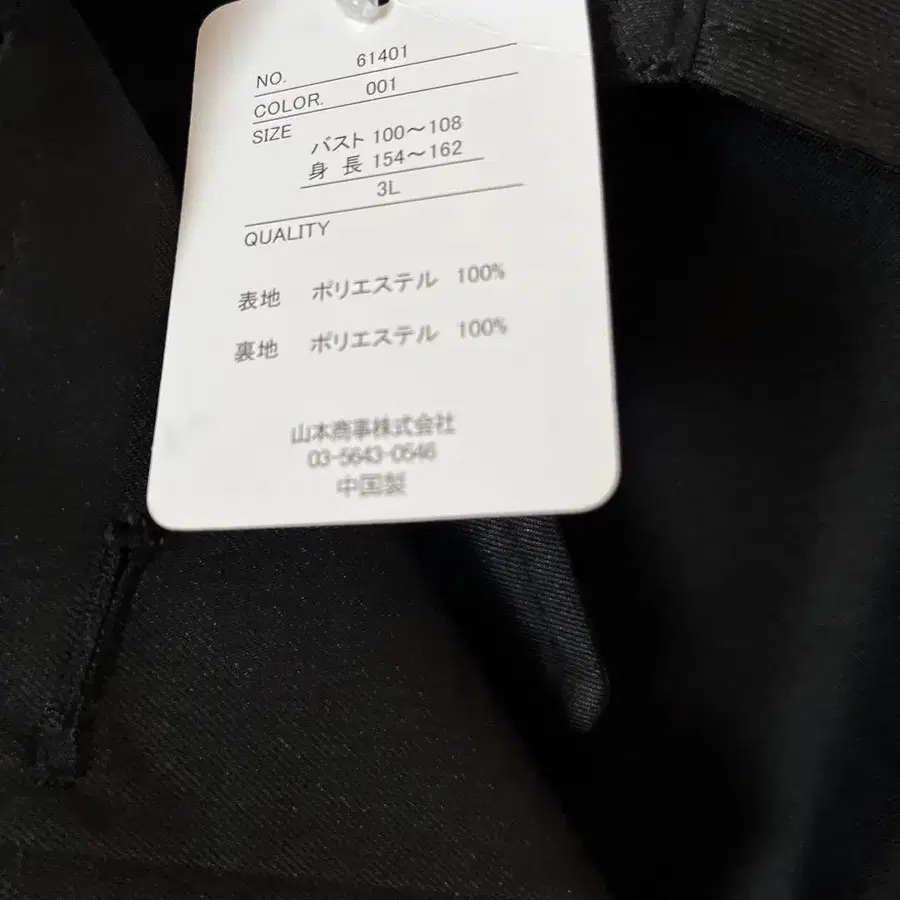 NO. 61401
COLOR. 001
SIZE
バスト 100～108
身 長 154～162
3L
QUALITY
表地 ポリエステル 100%
裏地 ポリエステル 100%
山本商事株式会社
03-5643-0546
中国製